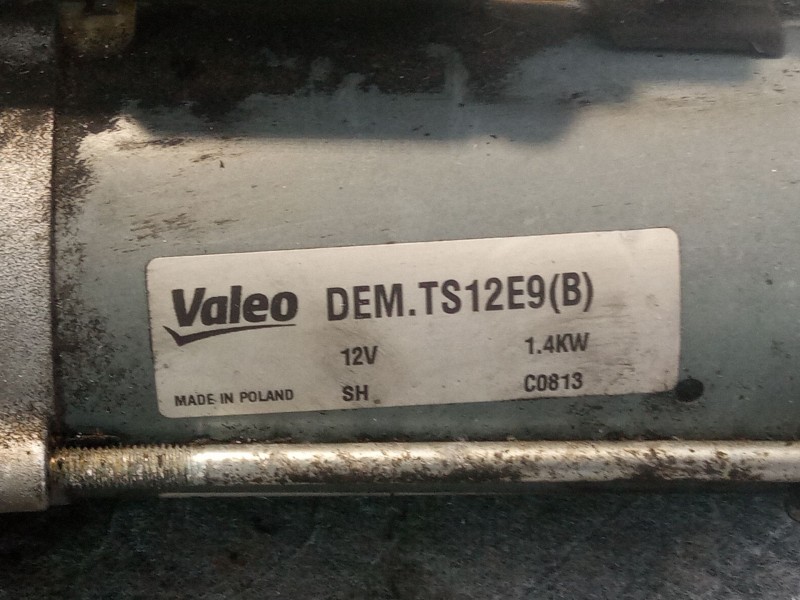 Valeo DEM.TS12E9(B)
12V 1.4KW
MADE IN POLAND SH C0813